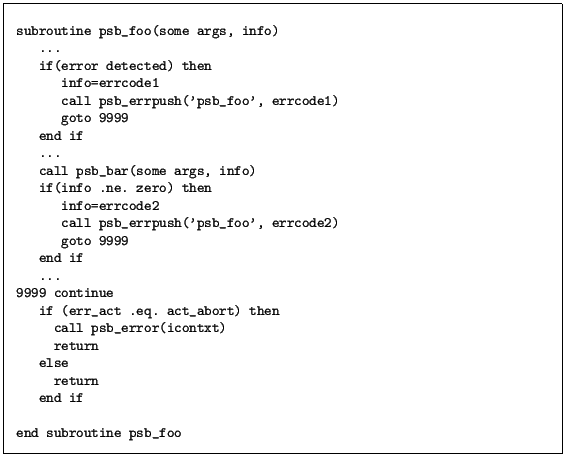 subroutine psb_foo(some args, info)
   ...
   if(error detected) then
      info=errcode1
      call psb_errpush('psb_foo', errcode1)
      goto 9999
   end if
   ...
   call psb_bar(some args, info)
   if(info .ne. zero) then
      info=errcode2
      call psb_errpush('psb_foo', errcode2)
      goto 9999
   end if
   ...
9999 continue
   if (err_act .eq. act_abort) then
     call psb_error(icontxt)
     return
   else
     return
   end if
end subroutine psb_foo